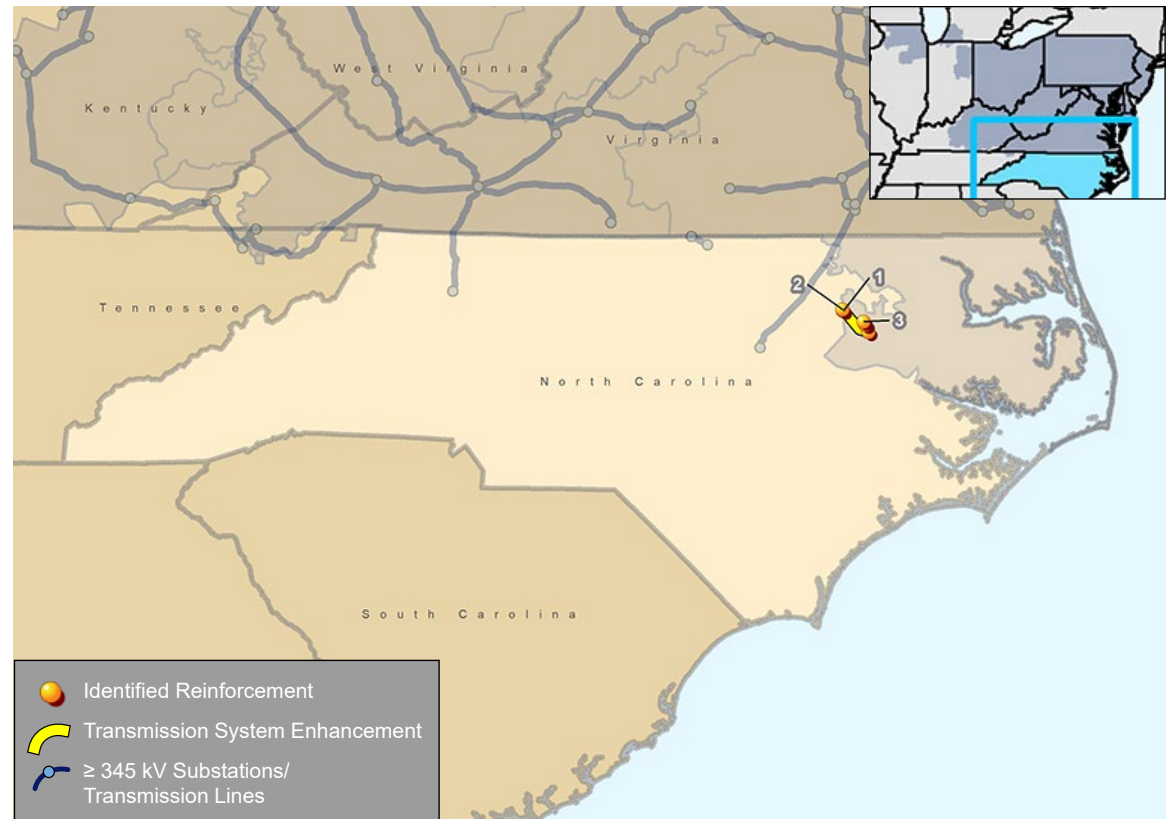 West Virginia
Kentucky
Virginia
1
2
3
Tennessee
North Carolina
South Carolina
Identified Reinforcement
Transmission System Enhancement
≥ 345 kV Substations/
Transmission Lines